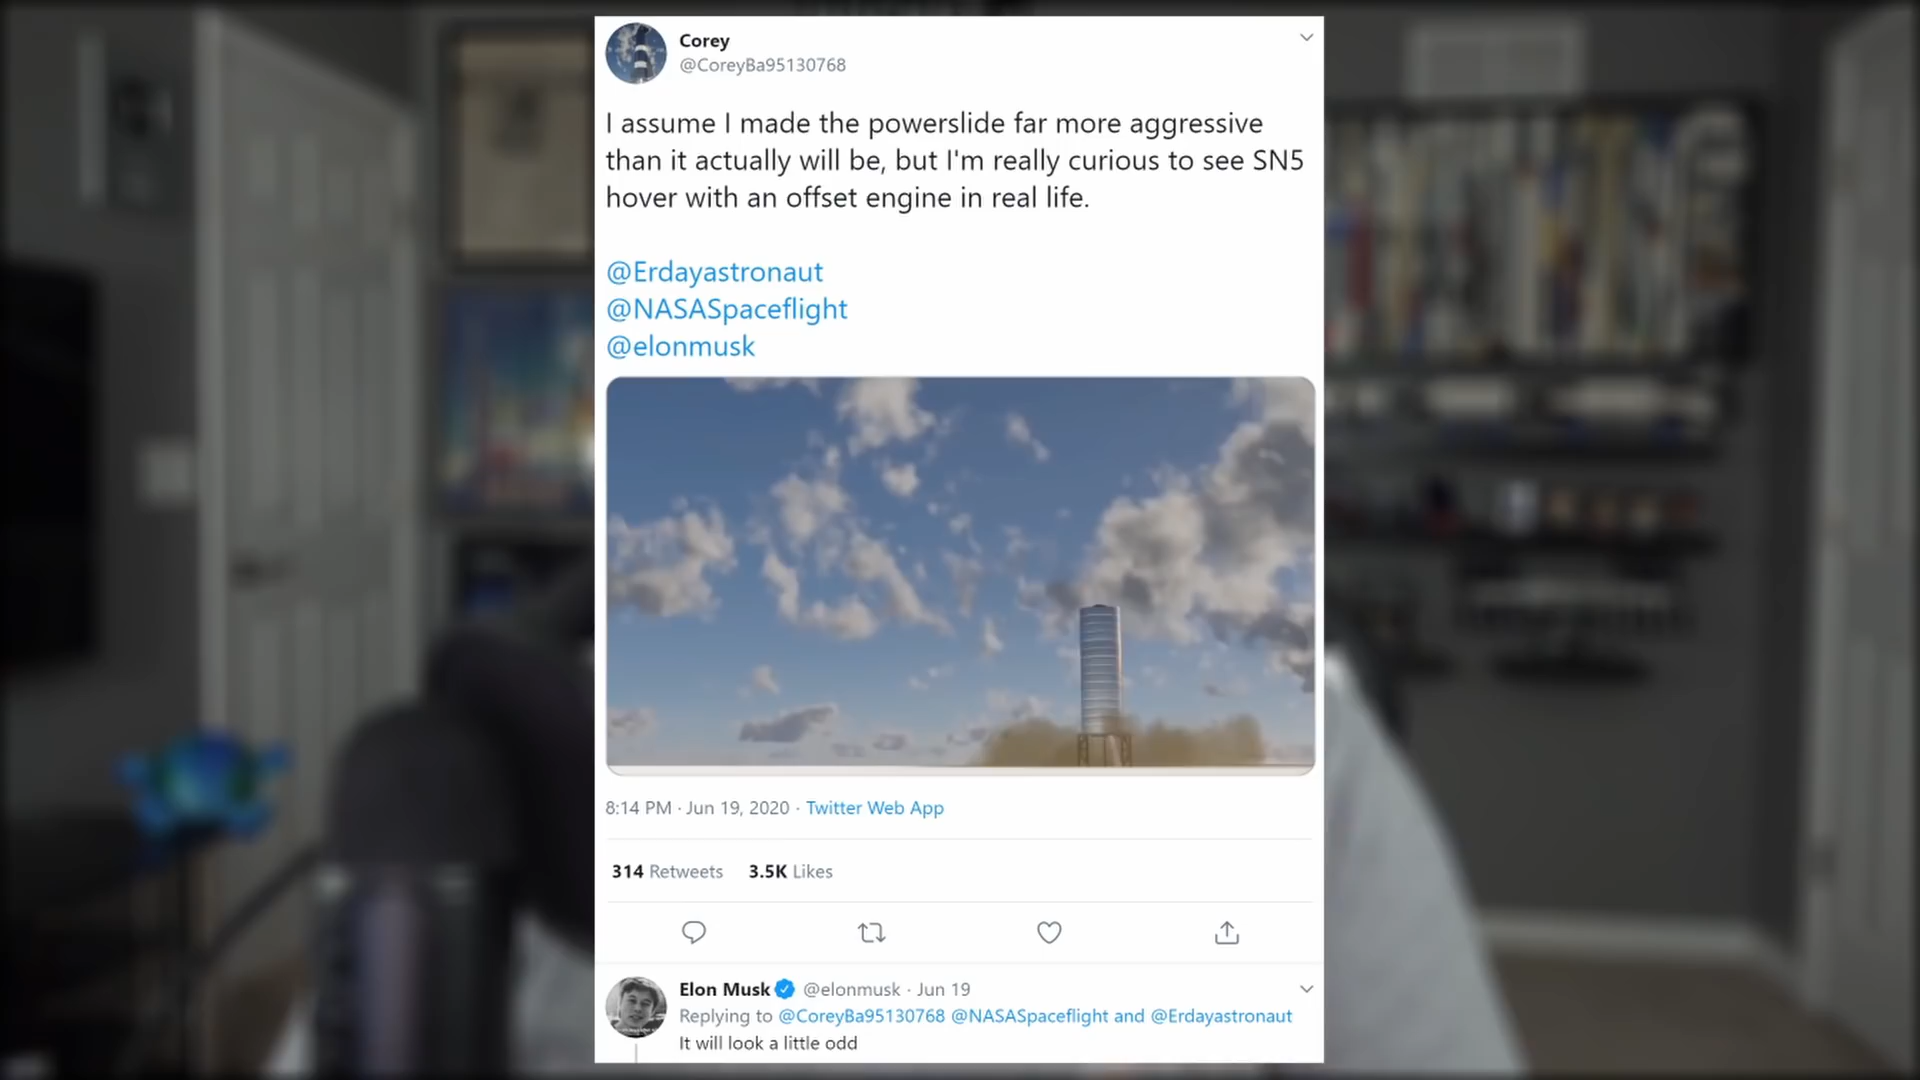 Corey
@CoreyBa95130768
I assume I made the powerslide far more aggressive
than it actually will be, but I'm really curious to see SN5
hover with an offset engine in real life.
@Erdayastronaut
@NASASpaceflight
@elonmusk
8:14 PM · Jun 19, 2020 · Twitter Web App
314 Retweets 3.5K Likes
Elon Musk @elonmusk · Jun 19
Replying to @CoreyBa95130768 @NASASpaceflight and @Erdayastronaut
It will look a little odd